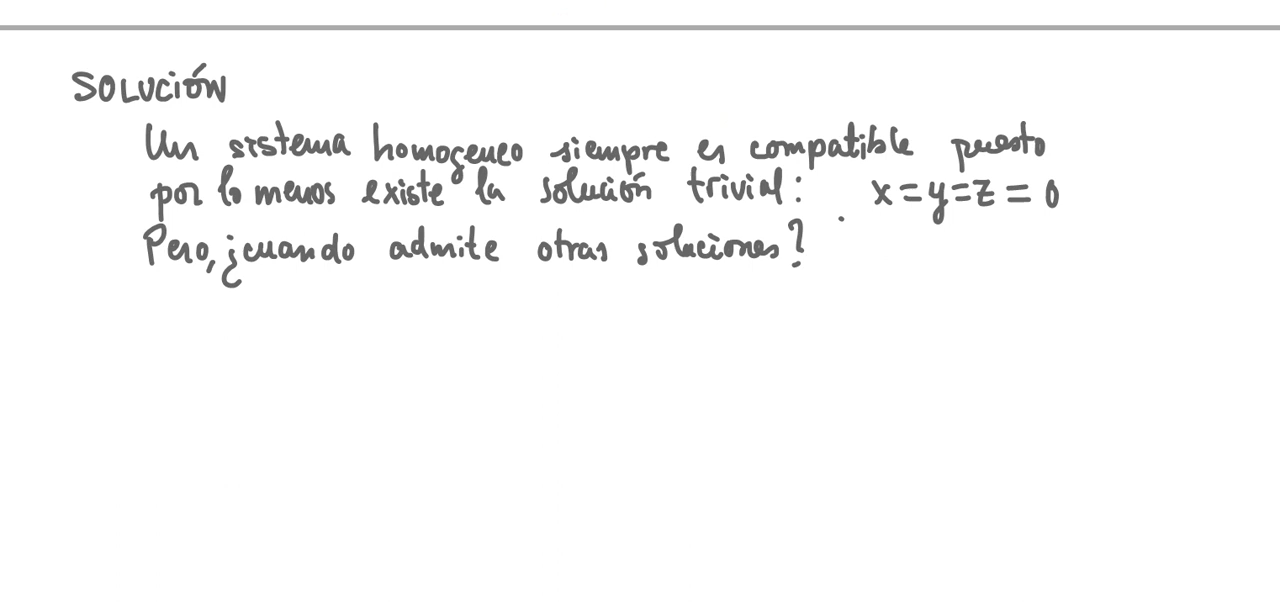 SOLUCIÓN
Un sistema homogeneo siempre es compatible puesto
por lo menos existe la solución trivial: x=y=z=0
Pero, ¿cuando admite otras soluciones?